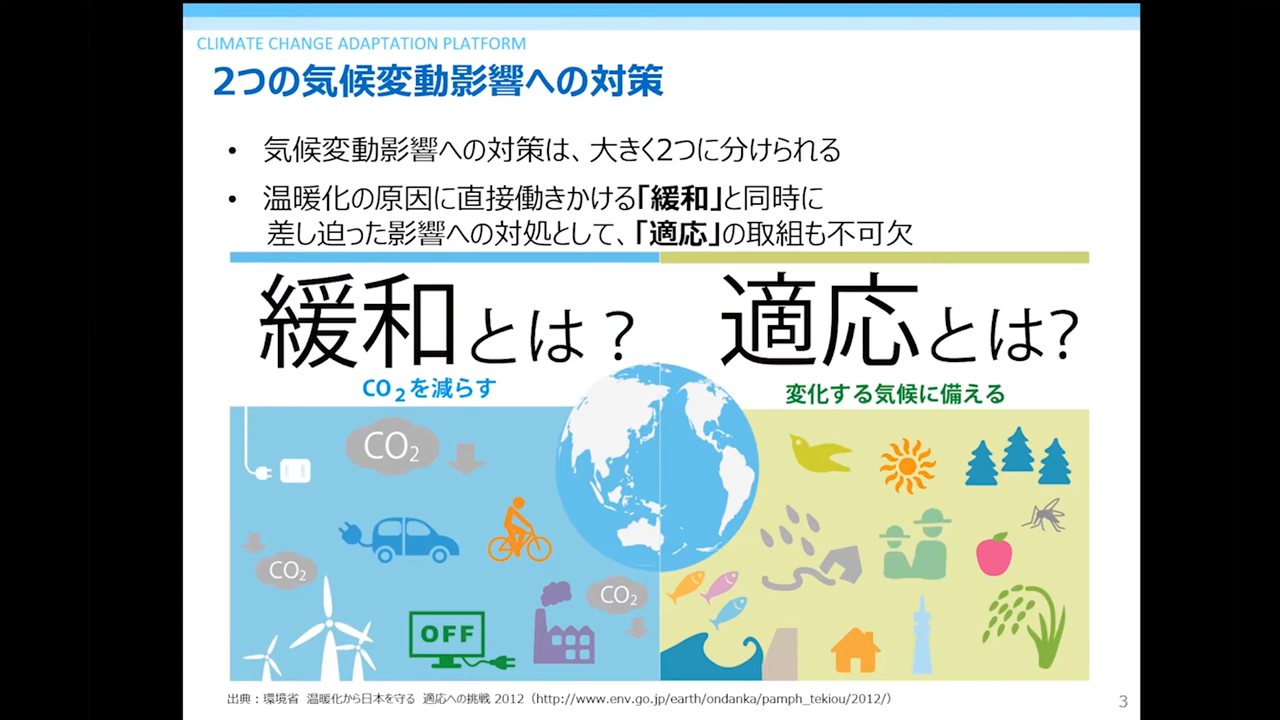 CLIMATE CHANGE ADAPTATION PLATFORM
2つの気候変動影響への対策
• 気候変動影響への対策は、大きく2つに分けられる
• 温暖化の原因に直接働きかける「緩和」と同時に
差し迫った影響への対処として、「適応」の取組も不可欠
緩和とは？
適応とは?
CO₂を減らす
変化する気候に備える
CO₂
CO₂
CO₂
OFF
出典：環境省 温暖化から日本を守る 適応への挑戦 2012（http://www.env.go.jp/earth/ondanka/pamph_tekiou/2012/）
3